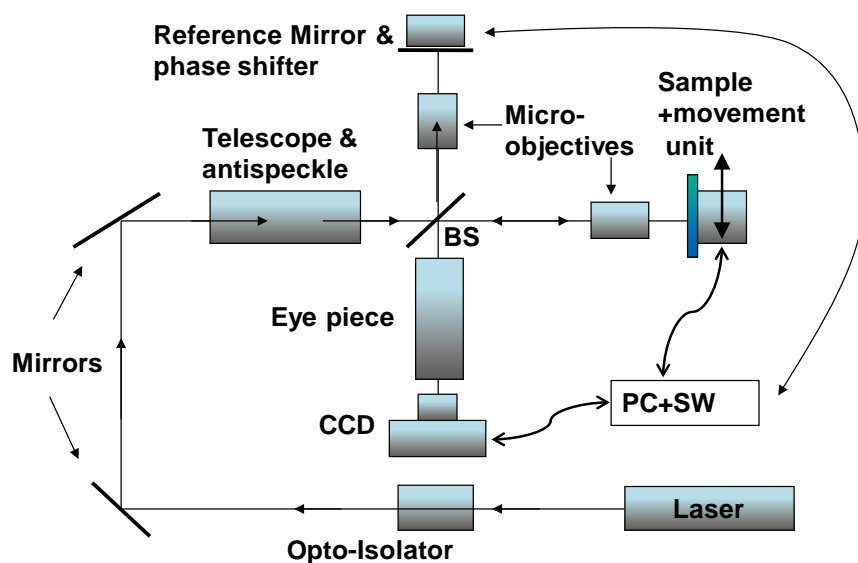 Reference Mirror &
phase shifter
Sample
+movement
unit
Micro-
objectives
Telescope &
antispeckle
BS
Eye piece
Mirrors
PC+SW
CCD
Laser
Opto-Isolator